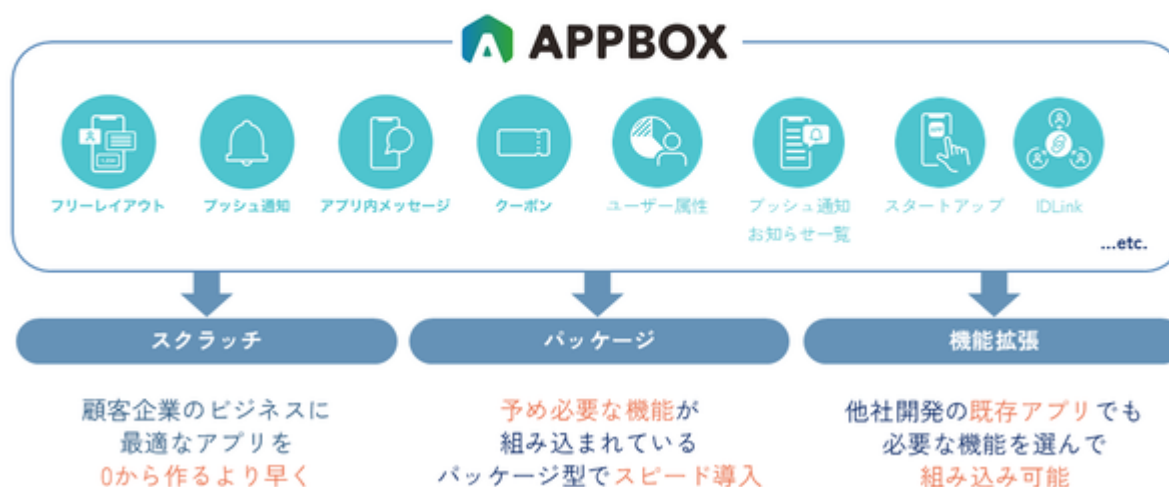 APPBOX
フリーレイアウト
プッシュ通知
アプリ内メッセージ
クーポン
ユーザー属性
プッシュ通知
お知らせ一覧
スタートアップ
IDLink
...etc.
スクラッチ
顧客企業のビジネスに
最適なアプリを
0から作るより早く
パッケージ
予め必要な機能が
組み込まれている
パッケージ型でスピード導入
機能拡張
他社開発の既存アプリでも
必要な機能を選んで
組み込み可能